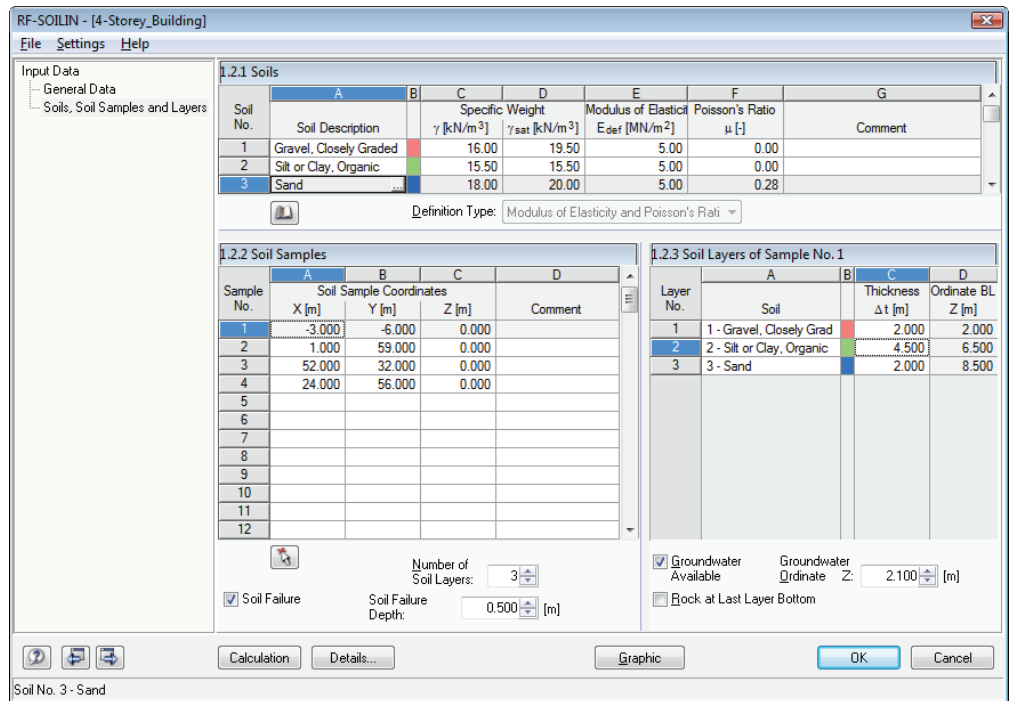 RF-SOILIN - [4-Storey_Building]
File Settings Help
Input Data
General Data
Soils, Soil Samples and Layers
1.2.1 Soils
A B C D E F G
Soil No. Soil Description Specific Weight Modulus of Elasticit Poisson's Ratio
γ [kN/m³] γsat [kN/m³] Edef [MN/m²] μ [-] Comment
1 Gravel, Closely Graded 16.00 19.50 5.00 0.00
2 Silt or Clay, Organic 15.50 15.50 5.00 0.00
3 Sand ... 18.00 20.00 5.00 0.28
Definition Type: Modulus of Elasticity and Poisson's Rati
1.2.2 Soil Samples
A B C D
Sample No. Soil Sample Coordinates
X [m] Y [m] Z [m] Comment
1 -3.000 -6.000 0.000
2 1.000 59.000 0.000
3 52.000 32.000 0.000
4 24.000 56.000 0.000
5
6
7
8
9
10
11
12
Number of Soil Layers: 3
Soil Failure
Soil Failure Depth: 0.500 [m]
1.2.3 Soil Layers of Sample No. 1
A B C D
Layer No. Soil Thickness Ordinate BL
Δt [m] Z [m]
1 1 - Gravel, Closely Grad 2.000 2.000
2 2 - Silt or Clay, Organic 4.500 6.500
3 3 - Sand 2.000 8.500
Groundwater Available
Groundwater Ordinate Z: 2.100 [m]
Rock at Last Layer Bottom
Calculation Details... Graphic OK Cancel
Soil No. 3 - Sand